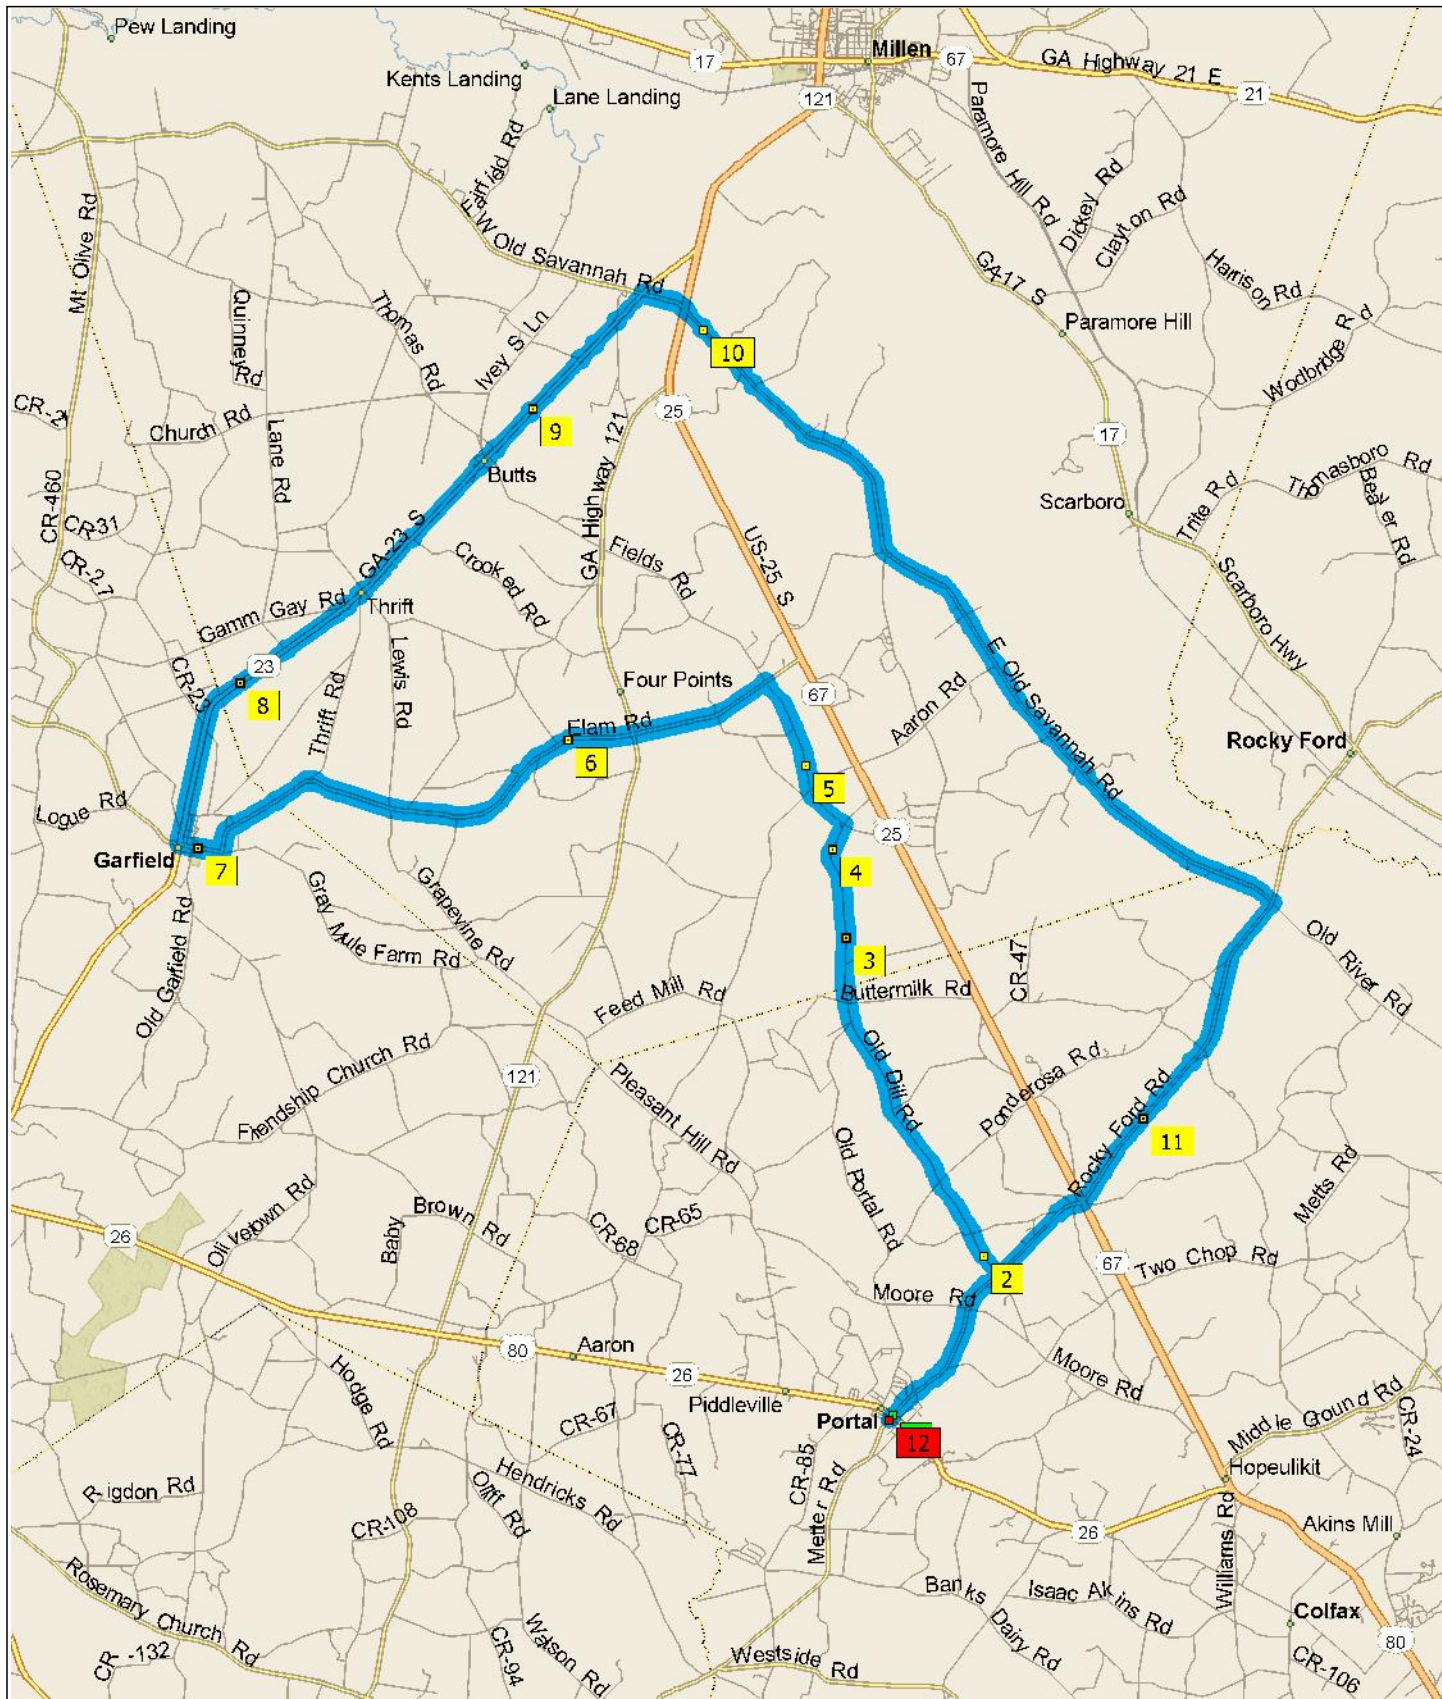 Pew Landing
Kents Landing
Lane Landing
Millen
17
67
GA Highway 21 E
21
121
Fairfield Rd
Paramore Hill Rd
Dickey Rd
Clayton Rd
Harrison Rd
Mt Olive Rd
W Old Savannah Rd
GA-17 S
Paramore Hill
Wodbridge Rd
Quinney Rd
Thomas Rd
Ivey S Ln
10
25
CR-21
Church Rd
Lane Rd
9
GA Highway 121
17
Butts
Thomasboro Rd
Beaver Rd
Scarboro
Trite Rd
CR-460
CR-31
CR-27
GA-23 S
Crooked Rd
Fields Rd
US-25 S
Scarboro Hwy
Gamm Gay Rd
Thrift
Lewis Rd
CR-23
23
8
Thrift Rd
Four Points
67
Aaron Rd
E Old Savannah Rd
Elam Rd
6
5
Rocky Ford
Logue Rd
25
Garfield
7
4
Gray Mule Farm Rd
Grapevine Rd
Old Garfield Rd
3
CR-47
Old River Rd
Buttermilk Rd
Feed Mill Rd
Friendship Church Rd
121
Pleasant Hill Rd
Old Dill Rd
Ponderosa Rd
Rocky Ford Rd
11
Old Portal Rd
Metts Rd
26
Olivetown Rd
Baby
Brown Rd
CR-68
CR-65
2
67
Two Chop Rd
Moore Rd
80
Aaron
26
Piddleville
Portal
12
Moore Rd
Middle Ground Rd
CR-24
Hodge Rd
CR-67
CR-77
CR-85
Metter Rd
Hopeulikit
Rigdon Rd
CR-108
Olliff Rd
Hendricks Rd
26
Williams Rd
Akins Mill
Rosemary Church Rd
CR-132
CR-94
Watson Rd
Banks Dairy Rd
Isaac Akins Rd
Colfax
80
Westside Rd
CR-106